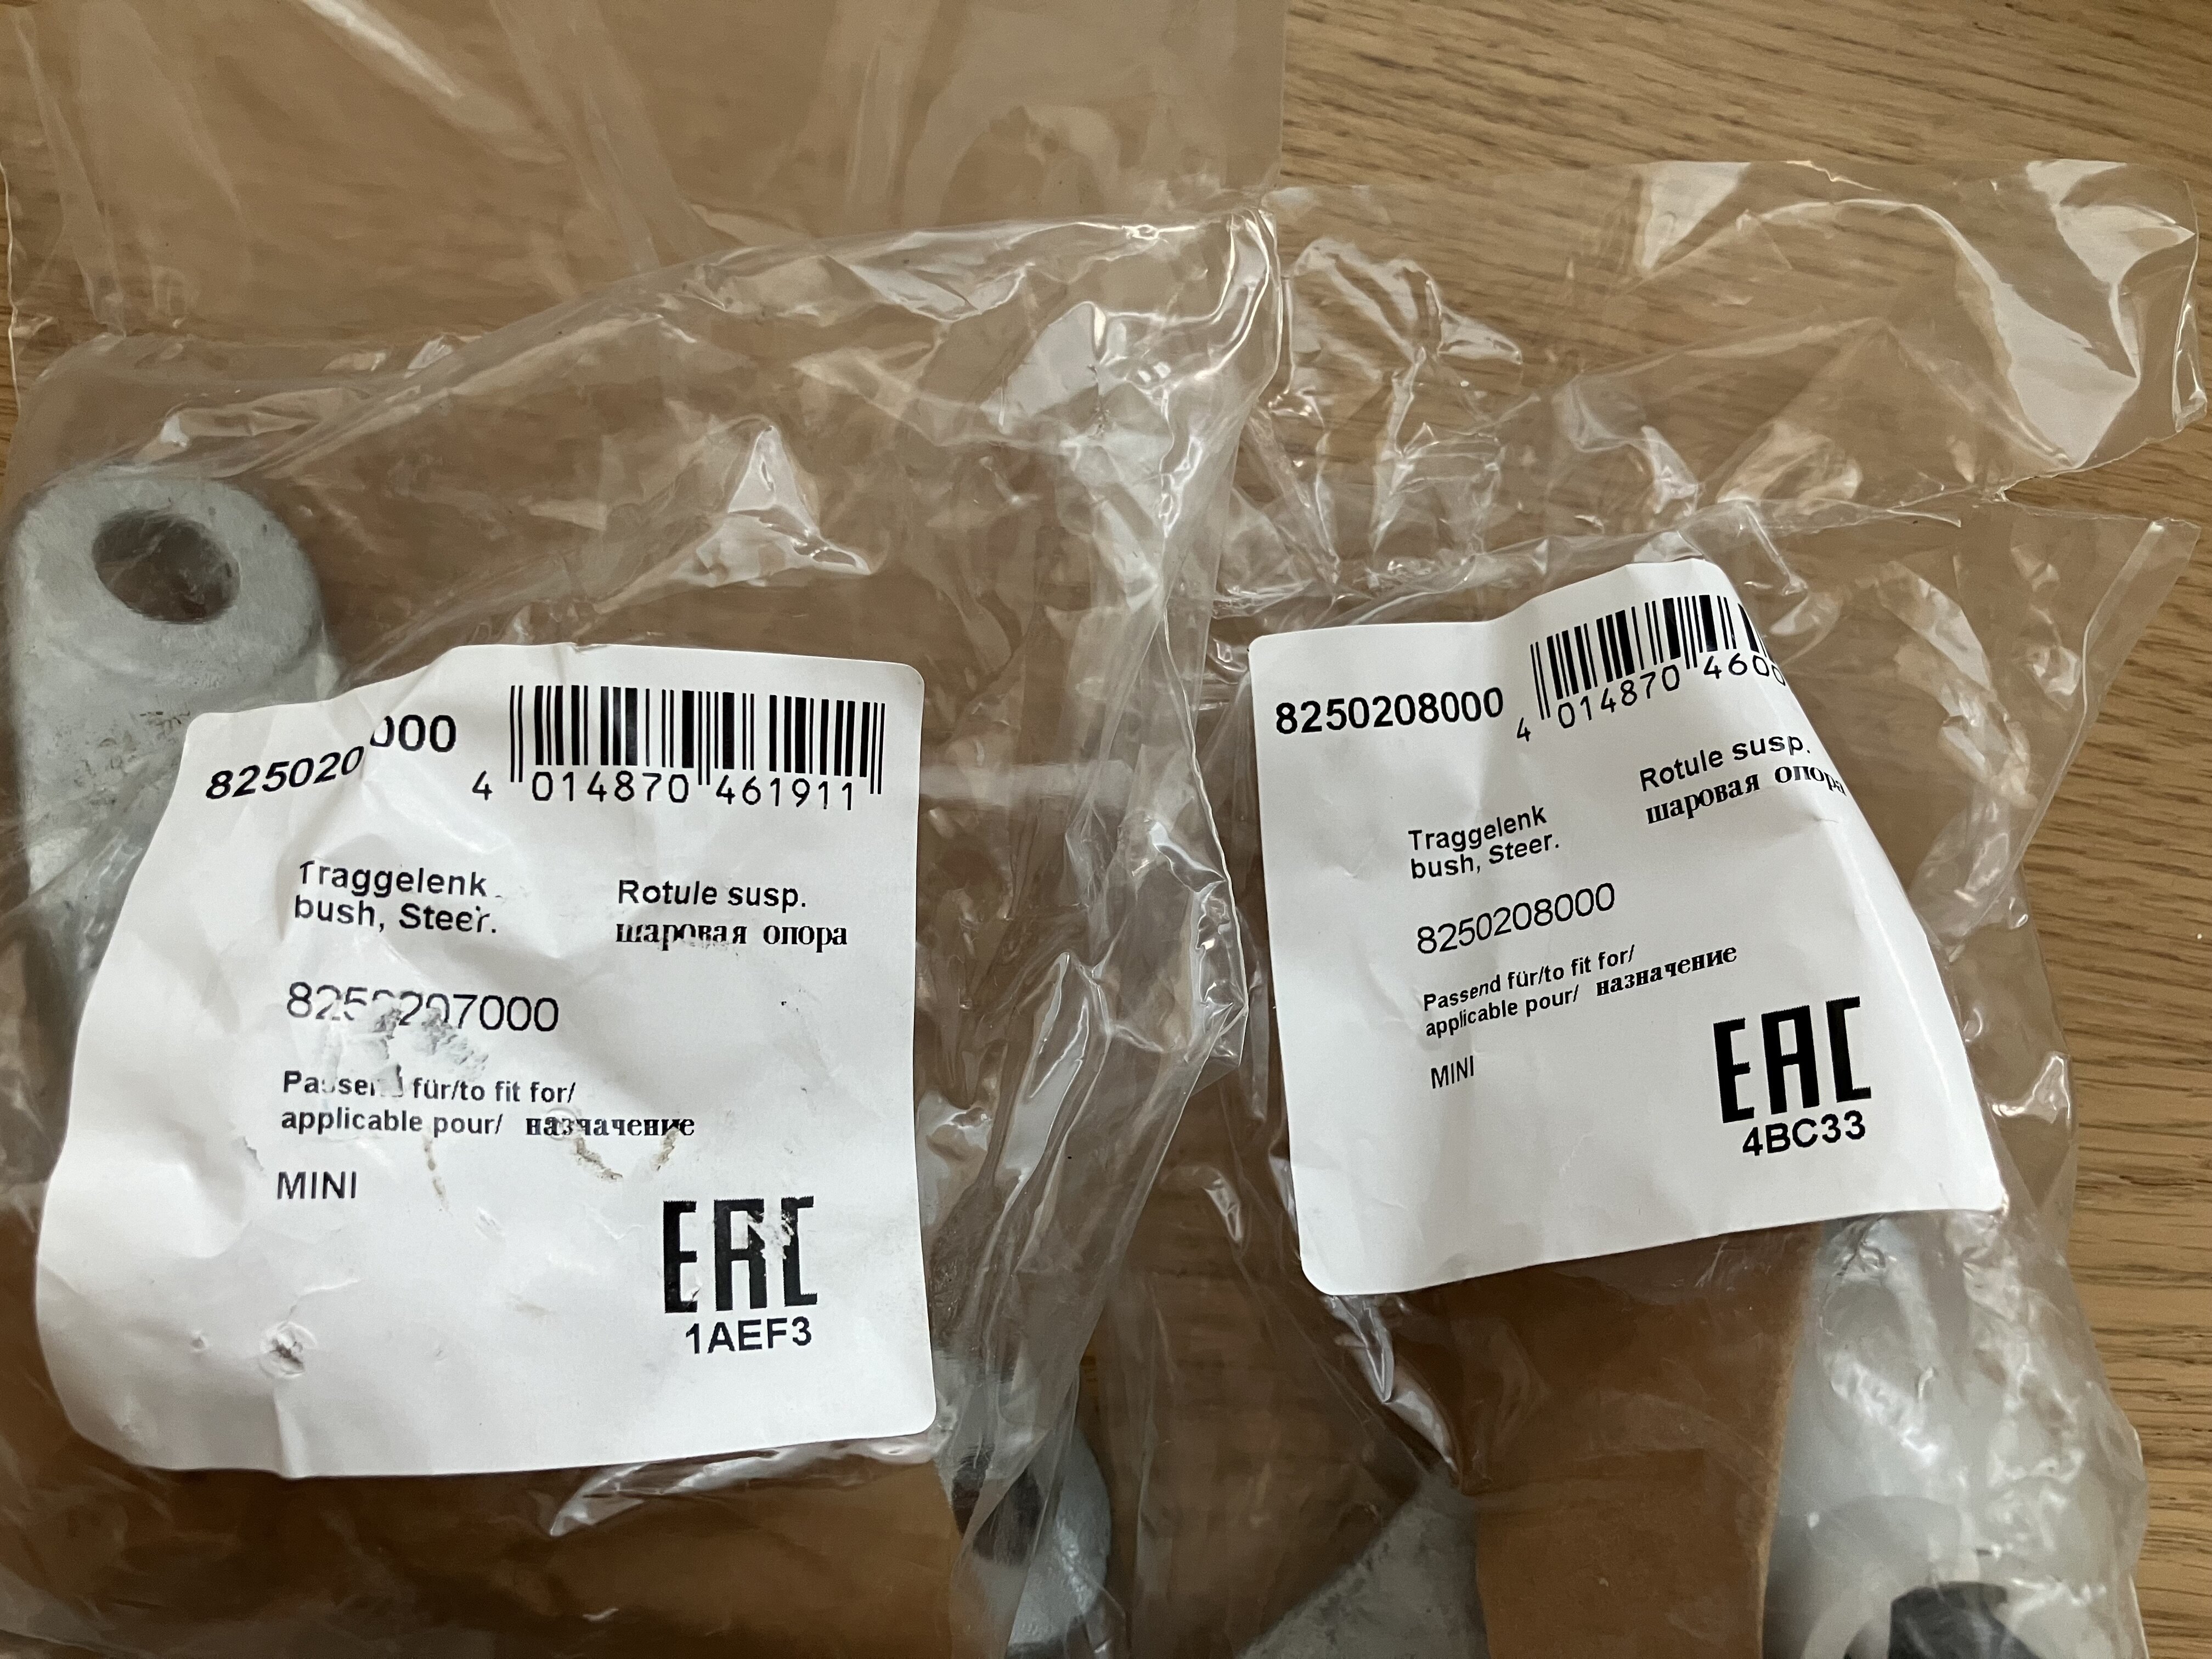 000
4 014870 461911
Traggelenk
bush, Steer.
Rotule susp.
шаровая опора
8250207000
Passend für/to fit for/
applicable pour/ назначение
MINI
EAC
1AEF3
8250208000
4 014870
Rotule susp.
шаровая опора
Traggelenk
bush, Steer.
8250208000
Passend für/to fit for/
applicable pour/ назначение
MINI
EAC
4BC33